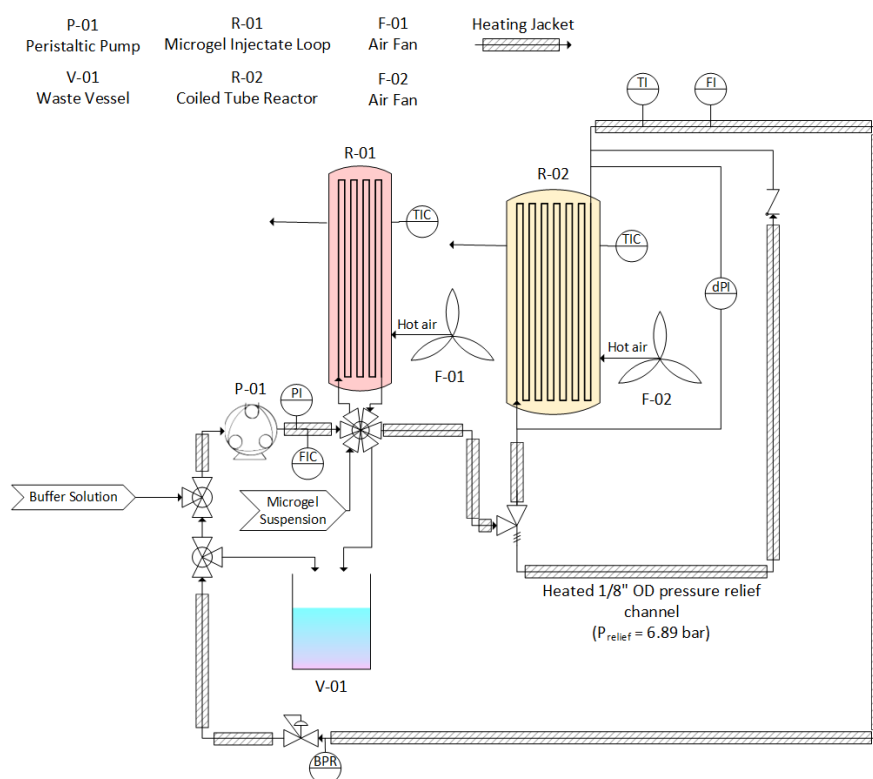 P-01
Peristaltic Pump
R-01
Microgel Injectate Loop
F-01
Air Fan
Heating Jacket
V-01
Waste Vessel
R-02
Coiled Tube Reactor
F-02
Air Fan
TI
FI
R-01
R-02
TIC
TIC
dPI
Hot air
F-01
Hot air
F-02
P-01
PI
FIC
Buffer Solution
Microgel
Suspension
Heated 1/8" OD pressure relief
channel
(Prelief = 6.89 bar)
V-01
BPR